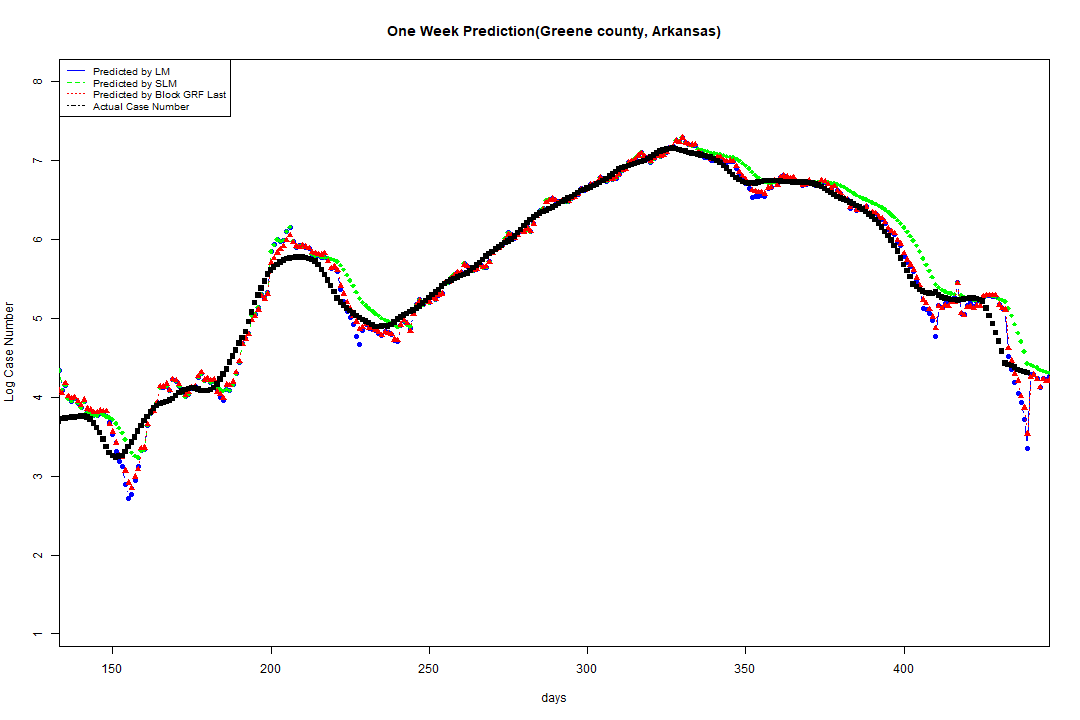 One Week Prediction(Greene county, Arkansas)
Predicted by LM
Predicted by SLM
Predicted by Block GRF Last
Actual Case Number
8
7
6
5
4
3
2
1
Log Case Number
150 200 250 300 350 400
days